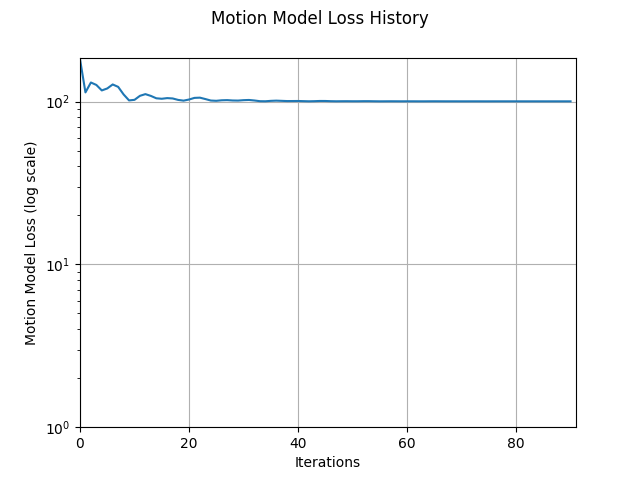 Motion Model Loss History
Motion Model Loss (log scale)
10²
10¹
10⁰
0 20 40 60 80
Iterations